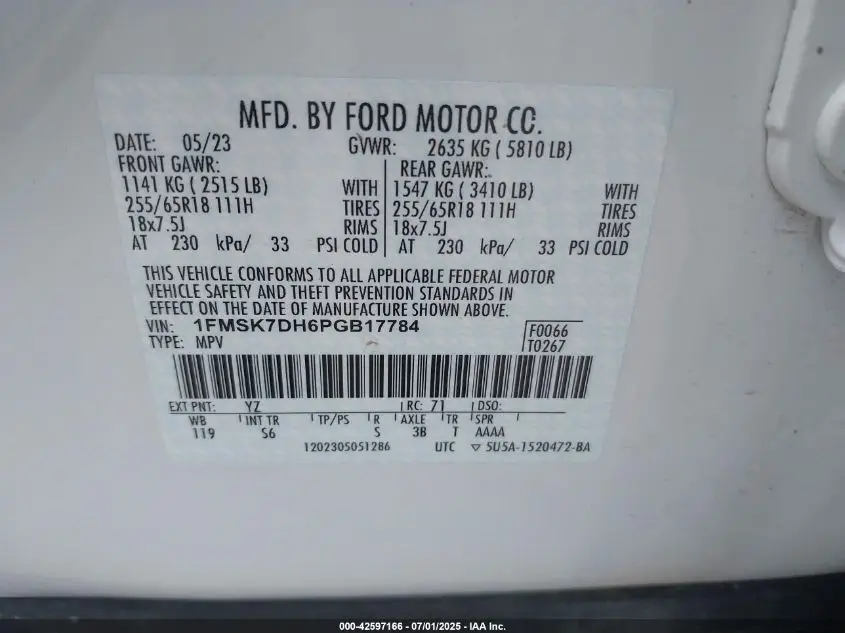 MFD. BY FORD MOTOR CO.
DATE: 05/23 GVWR: 2635 KG ( 5810 LB)
FRONT GAWR: REAR GAWR:
1141 KG ( 2515 LB) WITH 1547 KG ( 3410 LB) WITH
255/65R18 111H TIRES 255/65R18 111H TIRES
18x7.5J RIMS 18x7.5J RIMS
AT 230 kPa/ 33 PSI COLD AT 230 kPa/ 33 PSI COLD
THIS VEHICLE CONFORMS TO ALL APPLICABLE FEDERAL MOTOR
VEHICLE SAFETY AND THEFT PREVENTION STANDARDS IN
EFFECT ON THE DATE OF MANUFACTURE SHOWN ABOVE.
VIN: 1FMSK7DH6PGB17784 F0066
TYPE: MPV T0267
EXT PNT: YZ RC: 71 DSO:
WB INT TR TP/PS R AXLE TR SPR
119 S6 S 3B T AAAA
1202305051286 UTC ▽ 5U5A-1520472-BA
000-42597166 - 07/01/2025 - IAA Inc.